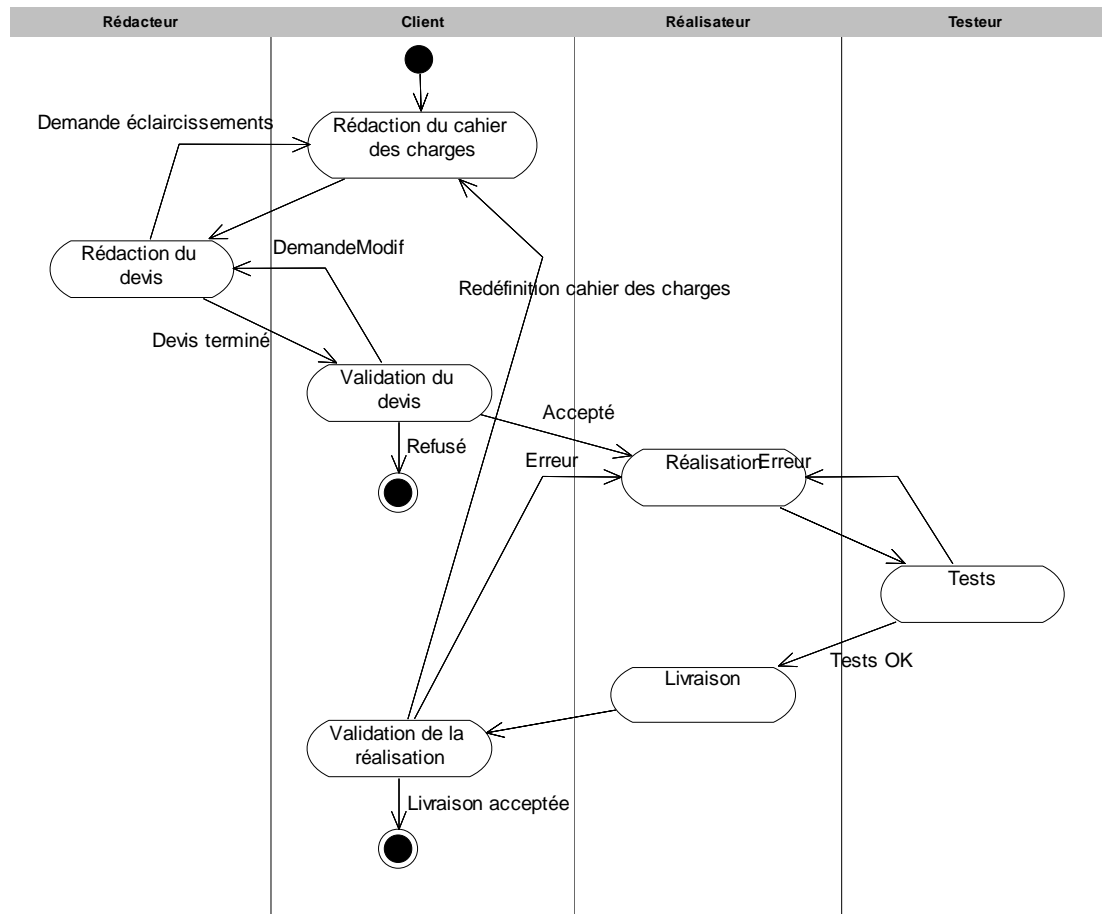 Rédacteur
Client
Réalisateur
Testeur
Demande éclaircissements
Rédaction du cahier
des charges
Rédaction du
devis
DemandeModif
Redéfinition cahier des charges
Devis terminé
Validation du
devis
Accepté
Refusé
Erreur
Réalisation
Erreur
Tests
Tests OK
Livraison
Validation de la
réalisation
Livraison acceptée